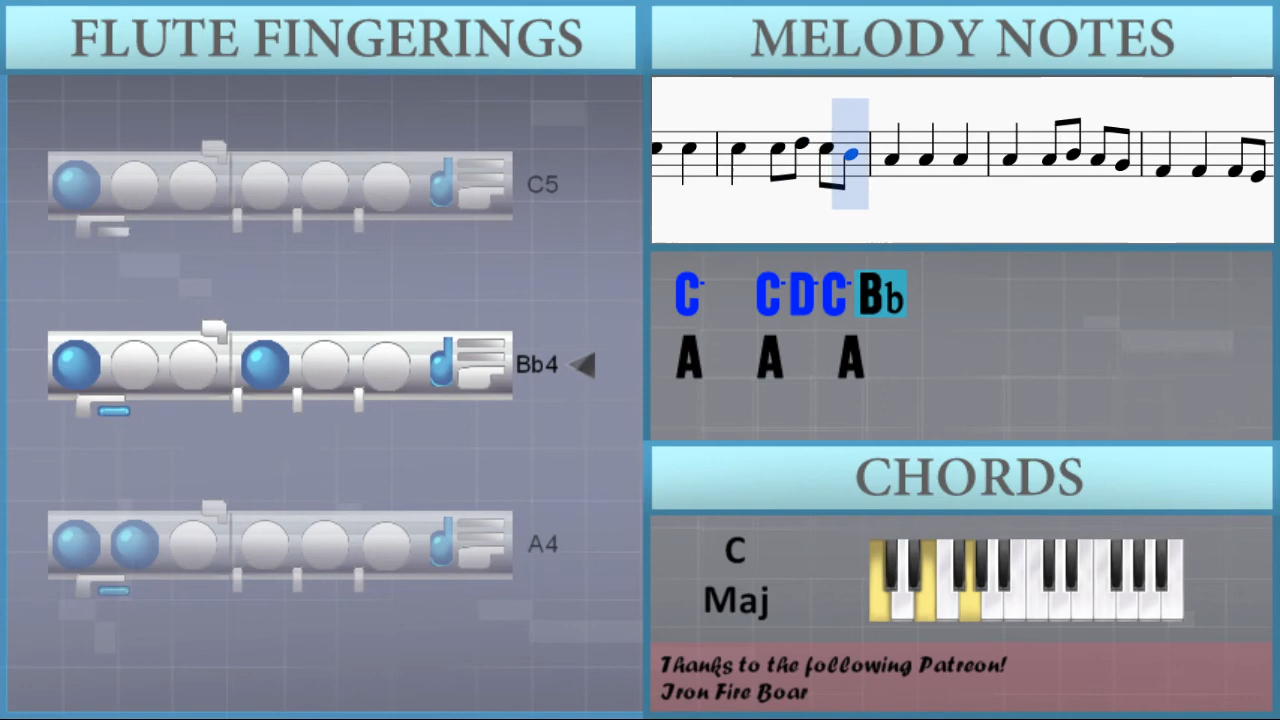 FLUTE FINGERINGS
C5
Bb4
A4
MELODY NOTES
C- C-D-C-Bb
A A A
CHORDS
C
Maj
Thanks to the following Patreon!
Iron Fire Boar